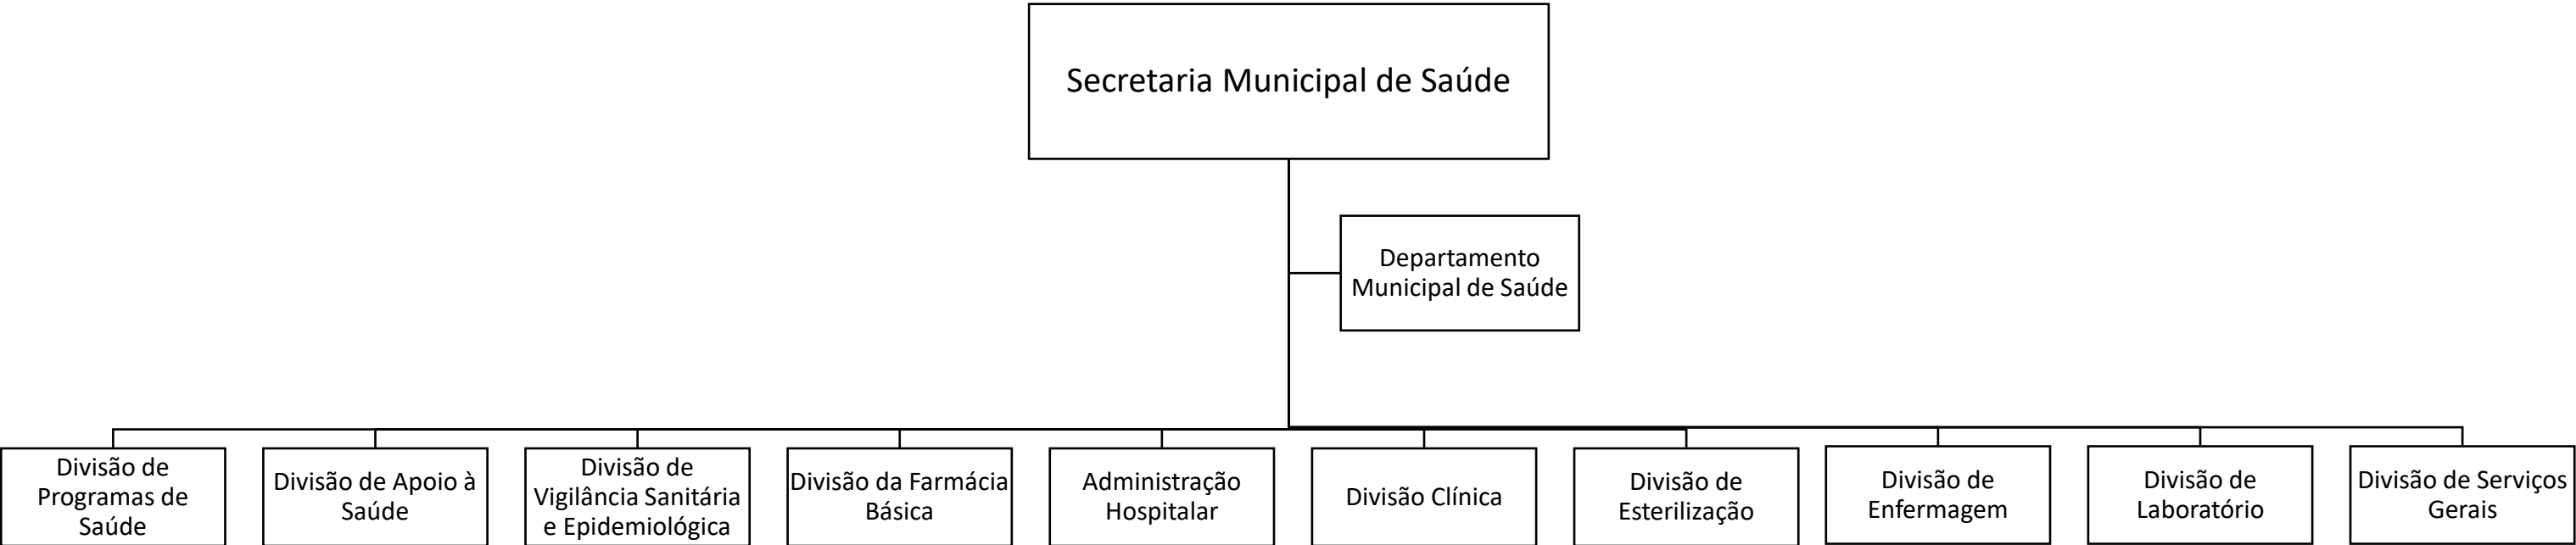 Secretaria Municipal de Saúde
Departamento
Municipal de Saúde
Divisão de
Programas de
Saúde
Divisão de Apoio à
Saúde
Divisão de
Vigilância Sanitária
e Epidemiológica
Divisão da Farmácia
Básica
Administração
Hospitalar
Divisão Clínica
Divisão de
Esterilização
Divisão de
Enfermagem
Divisão de
Laboratório
Divisão de Serviços
Gerais